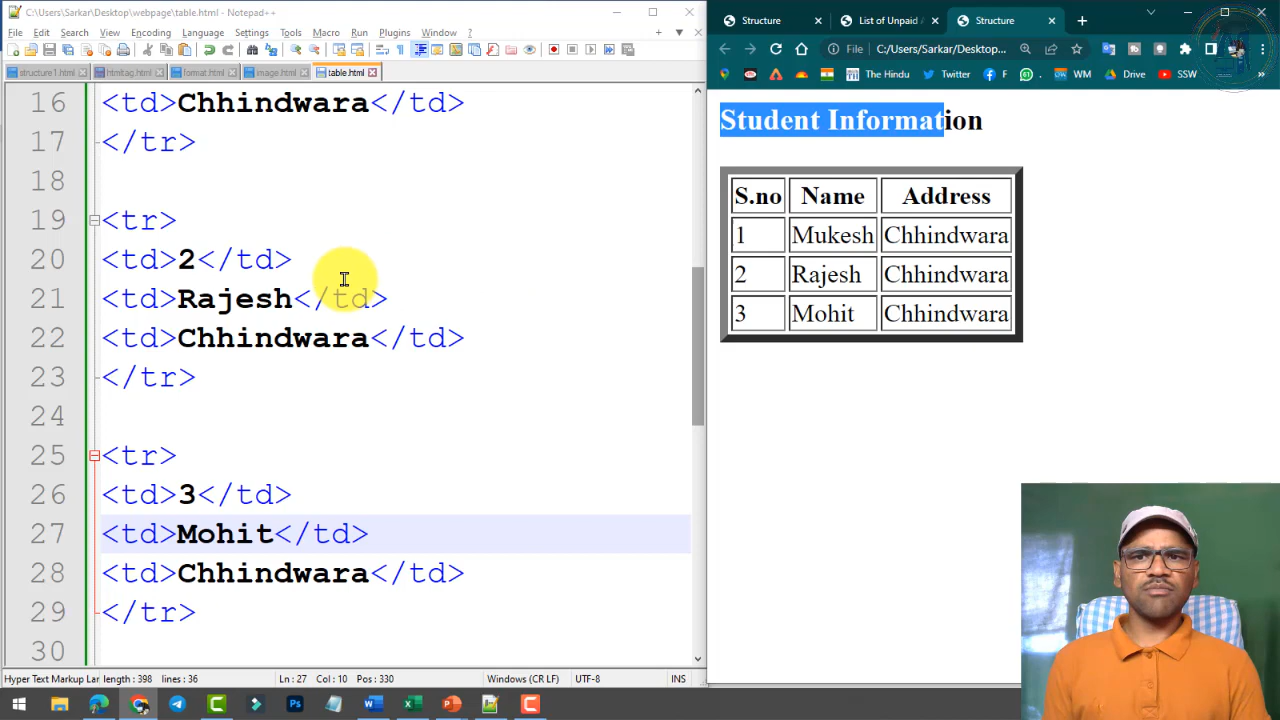 C:\Users\Sarkar\Desktop\webpage\table.html - Notepad++
File Edit Search View Encoding Language Settings Tools Macro Run Plugins Window ?
structure1.html htmltag.html format.html image.html table.html
16 <td>Chhindwara</td>
17 </tr>
18
19 <tr>
20 <td>2</td>
21 <td>Rajesh</td>
22 <td>Chhindwara</td>
23 </tr>
24
25 <tr>
26 <td>3</td>
27 <td>Mohit</td>
28 <td>Chhindwara</td>
29 </tr>
30
Hyper Text Markup Lan length : 398 lines : 36 Ln : 27 Col : 10 Pos : 330 Windows (CR LF) UTF-8 INS
Structure List of Unpaid Structure
File C:/Users/Sarkar/Desktop...
The Hindu Twitter F WM Drive SSW
Student Information
S.no Name Address
1 Mukesh Chhindwara
2 Rajesh Chhindwara
3 Mohit Chhindwara